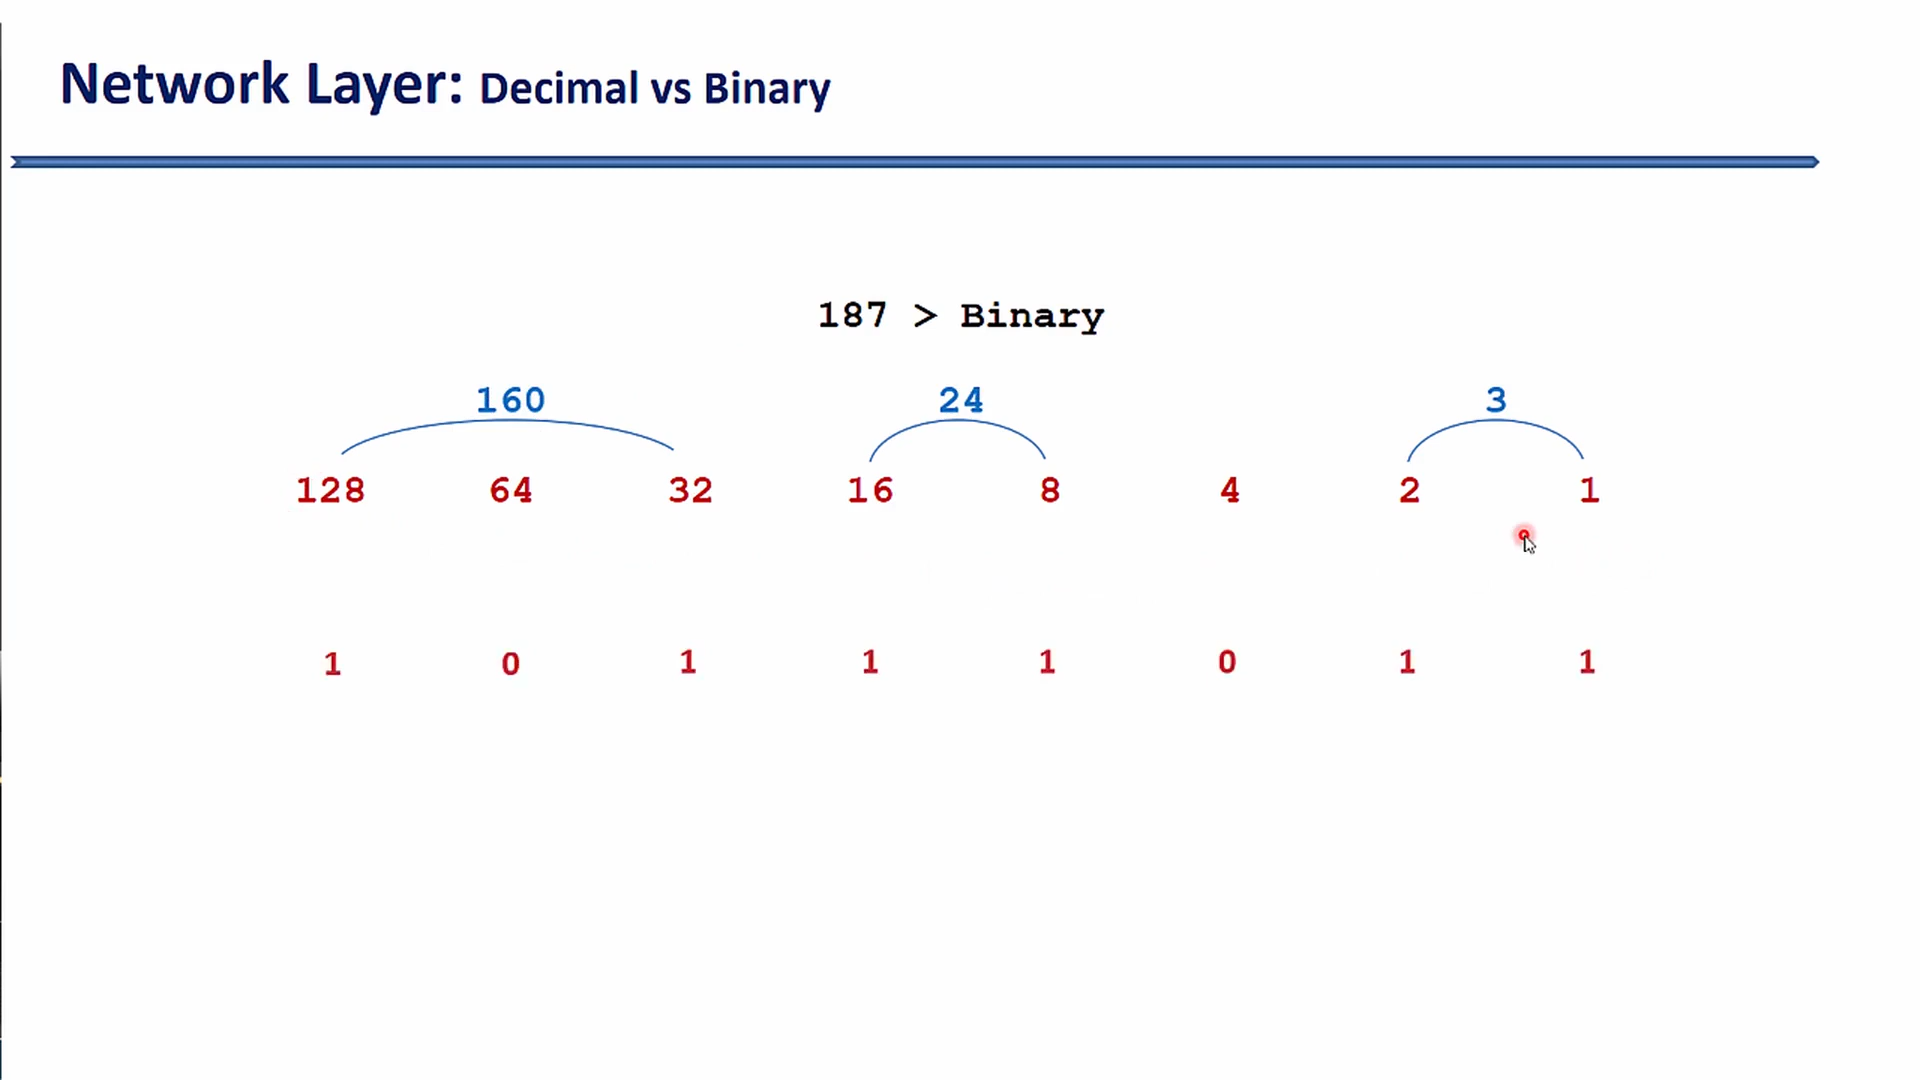 Network Layer: Decimal vs Binary
187 > Binary
160 24 3
128 64 32 16 8 4 2 1
1 0 1 1 1 0 1 1